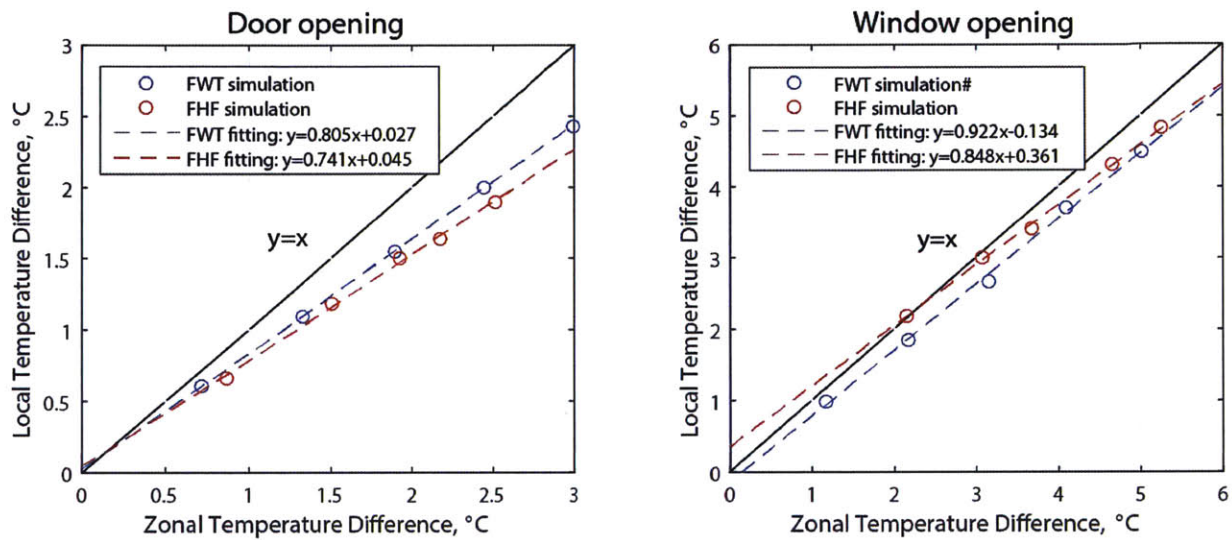 Door opening
3
2.5
2
1.5
1
0.5
0
Local Temperature Difference, °C
FWT simulation
FHF simulation
FWT fitting: y=0.805x+0.027
FHF fitting: y=0.741x+0.045
y=x
0 0.5 1 1.5 2 2.5 3
Zonal Temperature Difference, °C
Window opening
6
5
4
3
2
1
0
Local Temperature Difference, °C
FWT simulation#
FHF simulation
FWT fitting: y=0.922x-0.134
FHF fitting: y=0.848x+0.361
y=x
0 1 2 3 4 5 6
Zonal Temperature Difference, °C